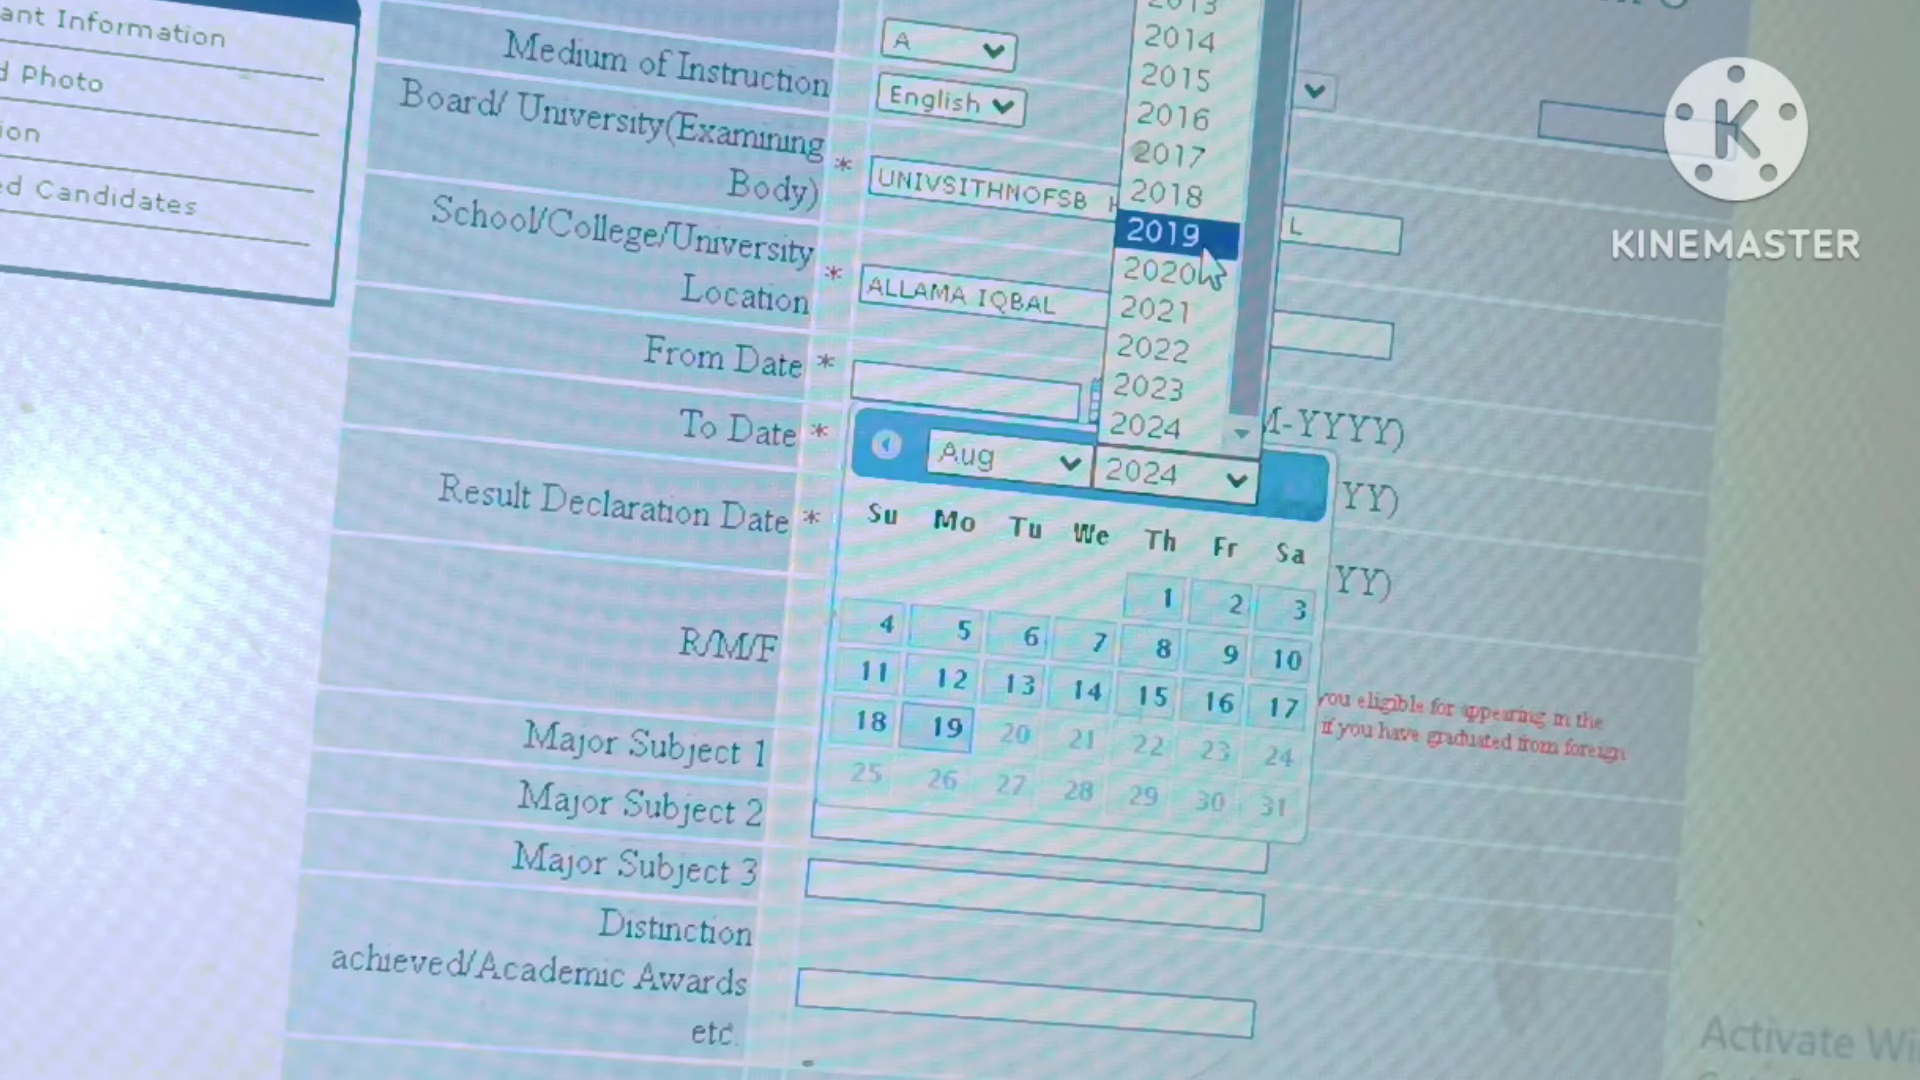 ant Information
d Photo
ion
ed Candidates
A
Medium of Instruction
English
Board/ University(Examining
Body)
*
UNIVSITHNOFSB
L
School/College/University
Location
*
ALLAMA IQBAL
From Date *
M-YYYY)
To Date *
YY)
Result Declaration Date *
YY)
2013
2014
2015
2016
2017
2018
2019
2020
2021
2022
2023
2024
Aug
2024
Su Mo Tu We Th Fr Sa
1 2 3
4 5 6 7 8 9 10
11 12 13 14 15 16 17
18 19 20 21 22 23 24
25 26 27 28 29 30 31
R/M/F
you eligible for appearing in the
if you have graduated from foreign
Major Subject 1
Major Subject 2
Major Subject 3
Distinction
achieved/Academic Awards
etc.
K
KINEMASTER
Activate Wi